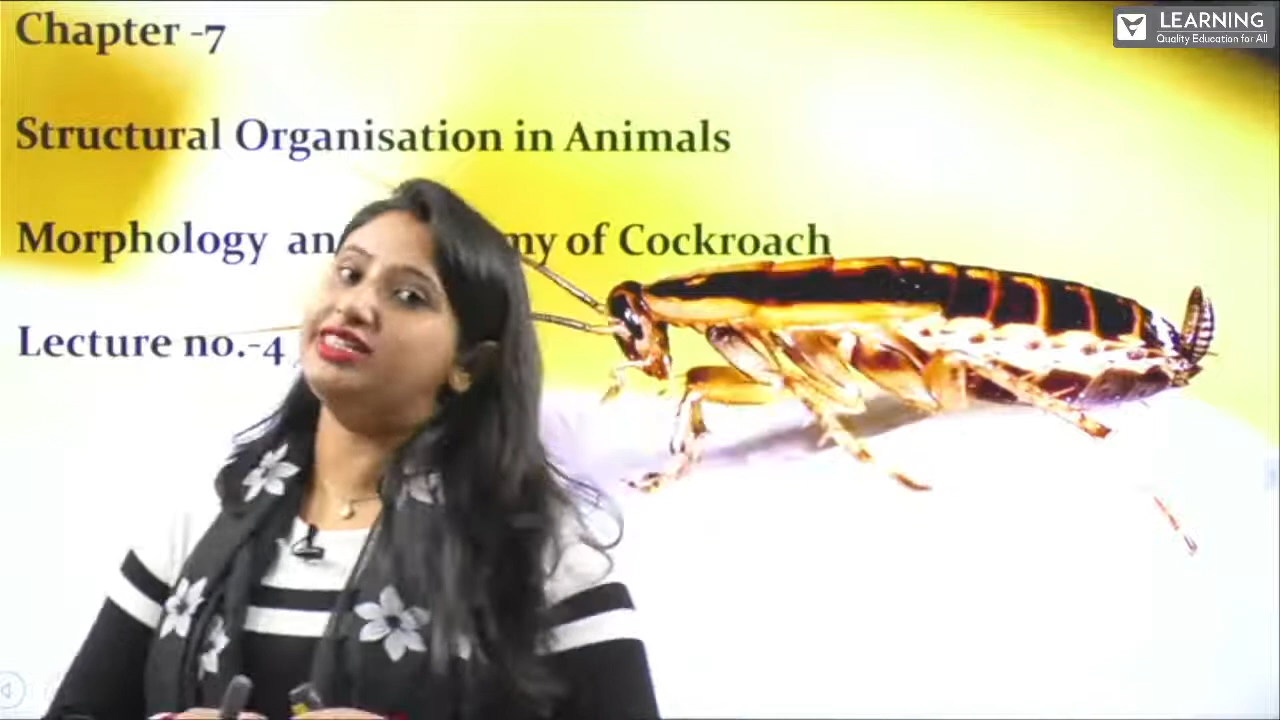 Chapter -7
LEARNING
Quality Education for All
Structural Organisation in Animals
Morphology an my of Cockroach
Lecture no.-4